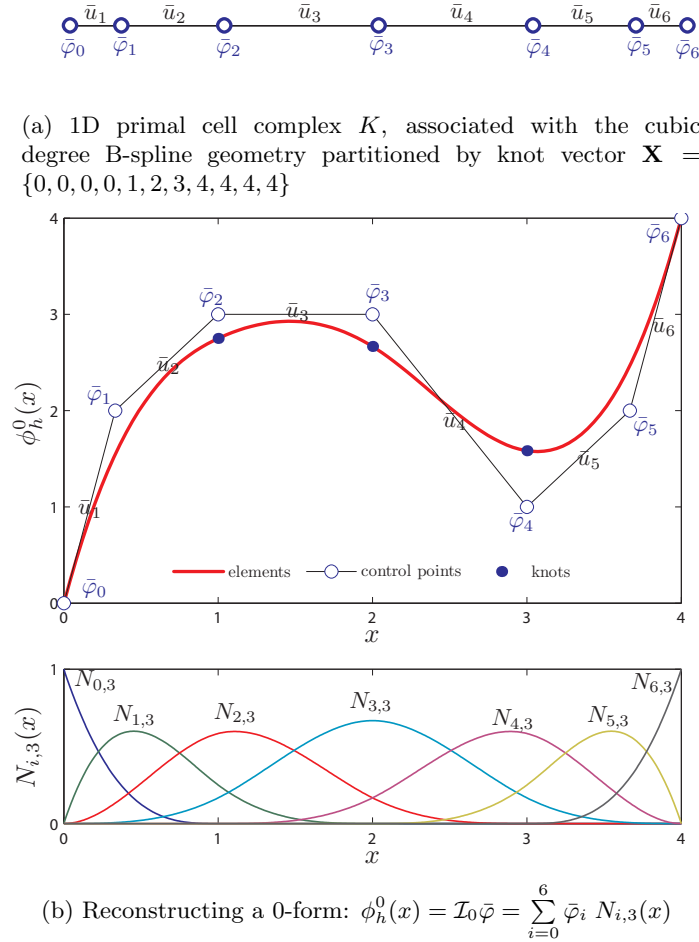 ū₁ ū₂ ū₃ ū₄ ū₅ ū₆
φ̄₀ φ̄₁ φ̄₂ φ̄₃ φ̄₄ φ̄₅ φ̄₆
(a) 1D primal cell complex K, associated with the cubic
degree B-spline geometry partitioned by knot vector X =
{0, 0, 0, 0, 1, 2, 3, 4, 4, 4, 4}
4
φ̄₆
φ̄₂ φ̄₃
3
ū₃
ū₆
ū₂
φ̄₁
2
ū₄
φ̄₅
ū₅
ū₁
1
φ̄₄
elements control points knots
φ̄₀
0
ϕ⁰ₕ(x)
0 1 2 3 4
x
1
N₀,₃ N₁,₃ N₂,₃ N₃,₃ N₄,₃ N₅,₃ N₆,₃
Nᵢ,₃(x)
0
0 1 2 3 4
x
(b) Reconstructing a 0-form: ϕ⁰ₕ(x) = I₀φ̄ = ∑⁶ᵢ₌₀ φ̄ᵢ Nᵢ,₃(x)